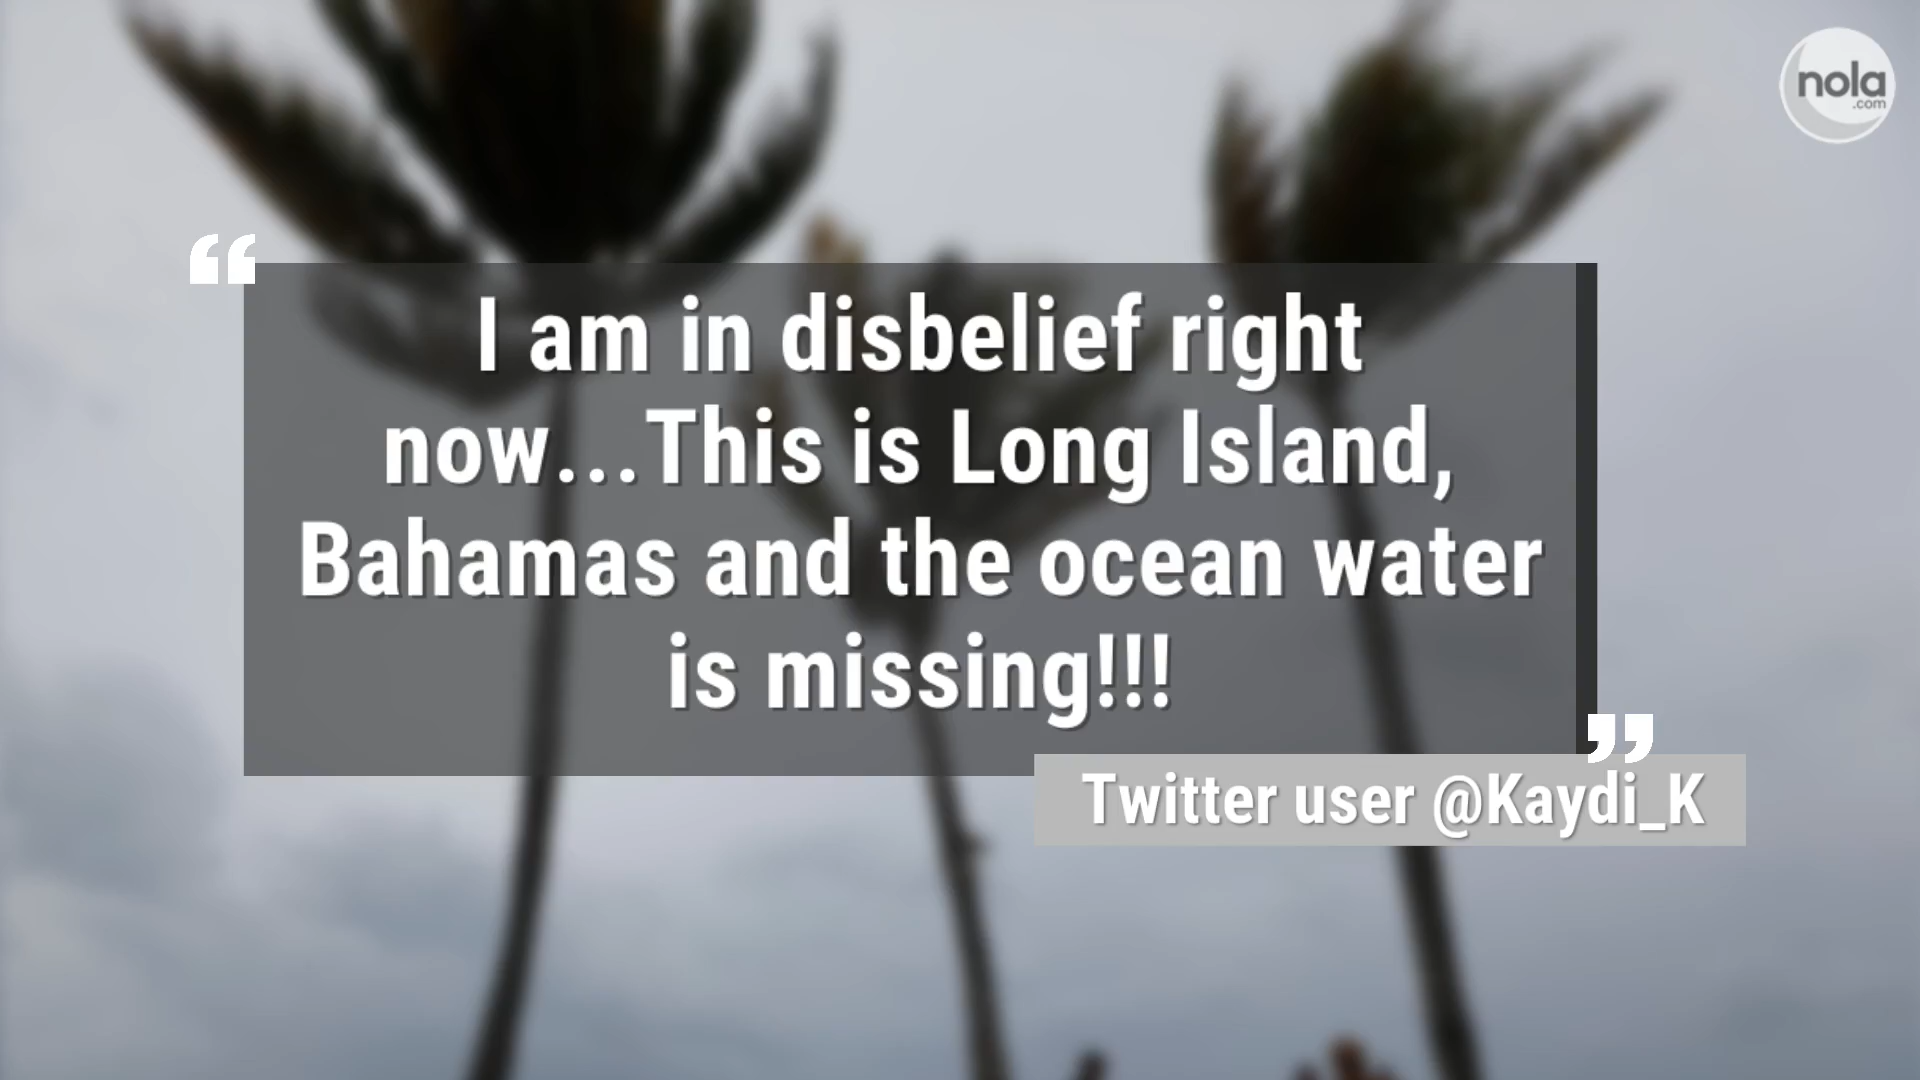 nola
.com
“
I am in disbelief right
now...This is Long Island,
Bahamas and the ocean water
is missing!!!
”
Twitter user @Kaydi_K